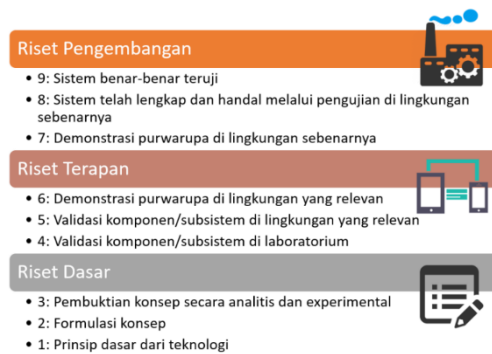 Riset Pengembangan
• 9: Sistem benar-benar teruji
• 8: Sistem telah lengkap dan handal melalui pengujian di lingkungan
sebenarnya
• 7: Demonstrasi purwarupa di lingkungan sebenarnya
Riset Terapan
• 6: Demonstrasi purwarupa di lingkungan yang relevan
• 5: Validasi komponen/subsistem di lingkungan yang relevan
• 4: Validasi komponen/subsistem di laboratorium
Riset Dasar
• 3: Pembuktian konsep secara analitis dan experimental
• 2: Formulasi konsep
• 1: Prinsip dasar dari teknologi